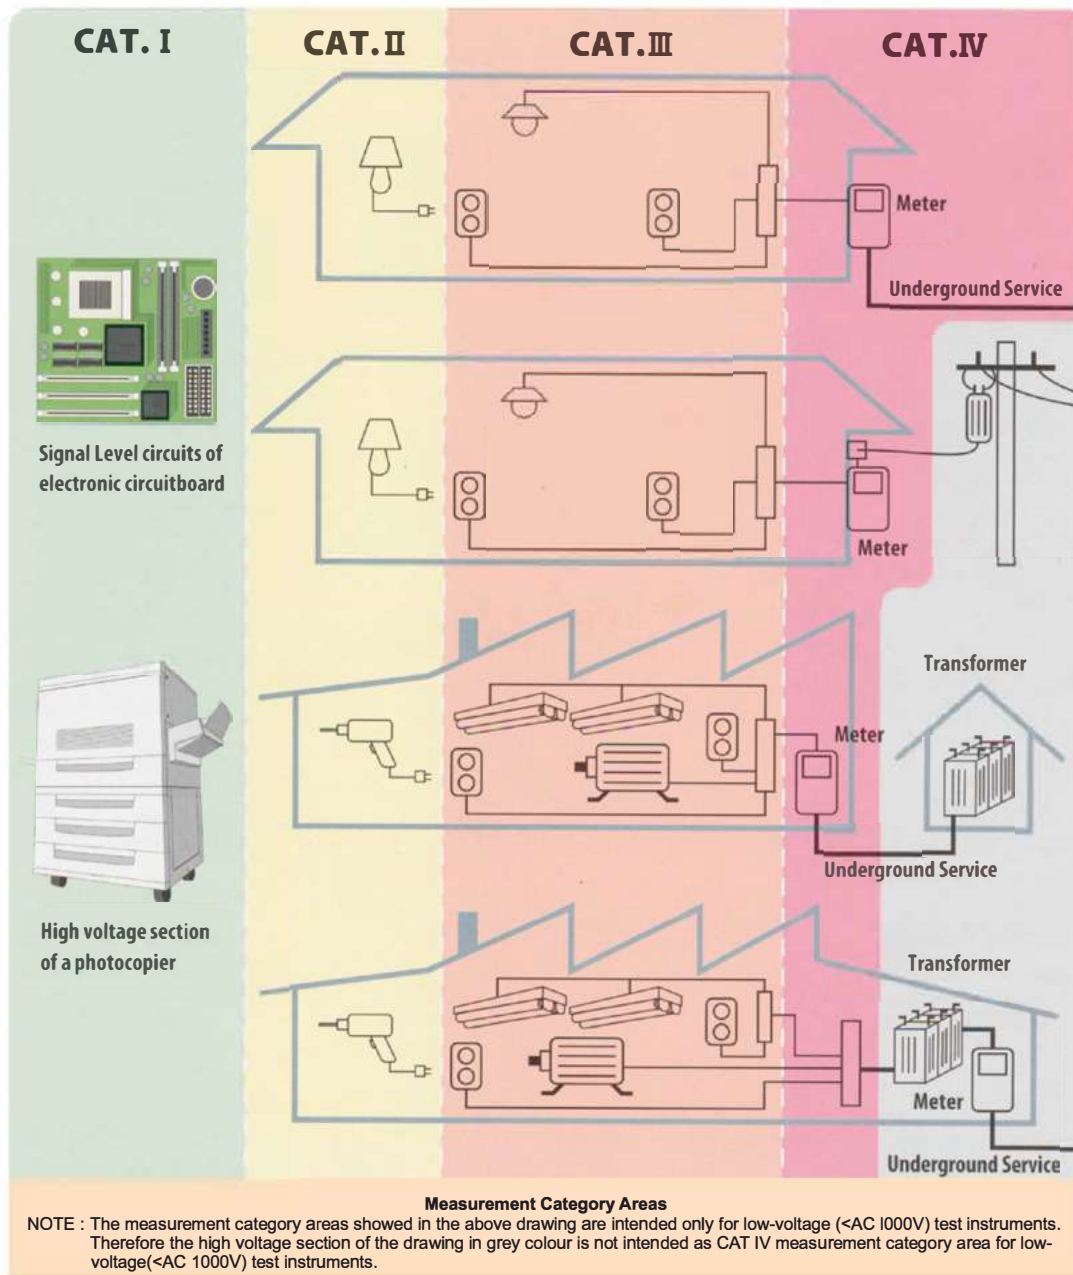 CAT. I
CAT. II
CAT. III
CAT. IV
Meter
Underground Service
Signal Level circuits of
electronic circuitboard
Meter
Transformer
Meter
Underground Service
High voltage section
of a photocopier
Transformer
Meter
Underground Service
Measurement Category Areas
NOTE : The measurement category areas showed in the above drawing are intended only for low-voltage (<AC l000V) test instruments.
Therefore the high voltage section of the drawing in grey colour is not intended as CAT IV measurement category area for low-
voltage(<AC 1000V) test instruments.